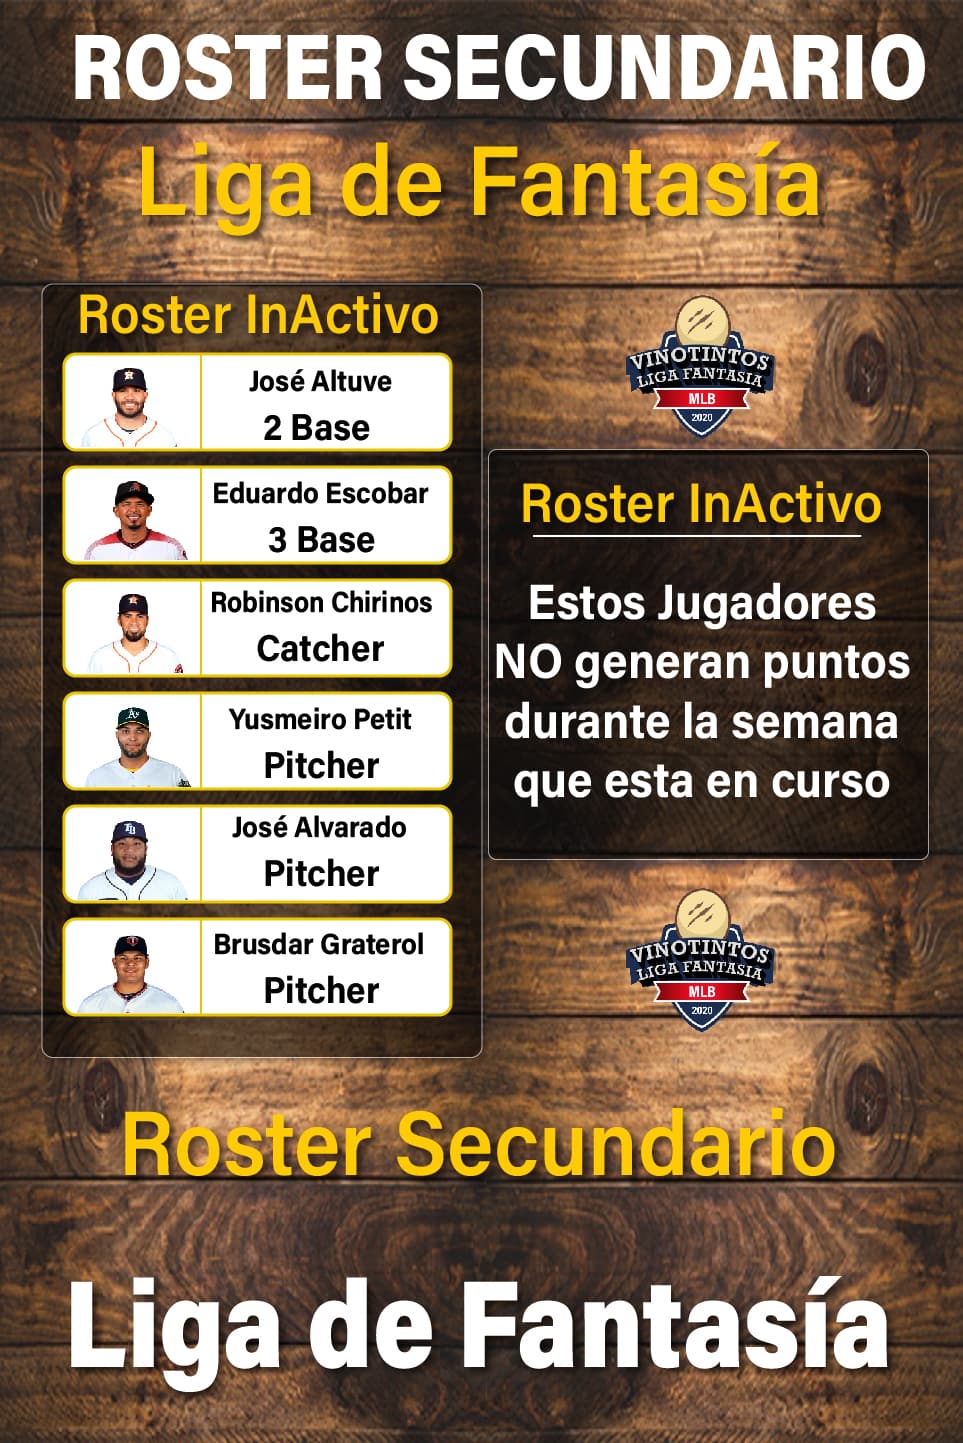 ROSTER SECUNDARIO
Liga de Fantasía
Roster InActivo
José Altuve
2 Base
Eduardo Escobar
3 Base
Robinson Chirinos
Catcher
Yusmeiro Petit
Pitcher
José Alvarado
Pitcher
Brusdar Graterol
Pitcher
VINOTINTOS
LIGA FANTASIA
MLB
2020
Roster InActivo
Estos Jugadores
NO generan puntos
durante la semana
que esta en curso
VINOTINTOS
LIGA FANTASIA
MLB
2020
Roster Secundario
Liga de Fantasía